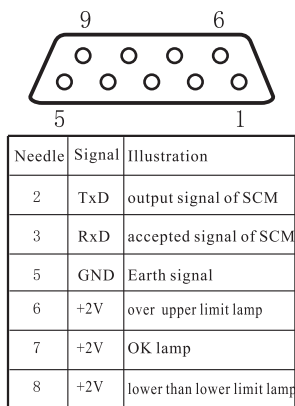 9 6
5 1
Needle Signal Illustration
2 TxD output signal of SCM
3 RxD accepted signal of SCM
5 GND Earth signal
6 +2V over upper limit lamp
7 +2V OK lamp
8 +2V lower than lower limit lamp